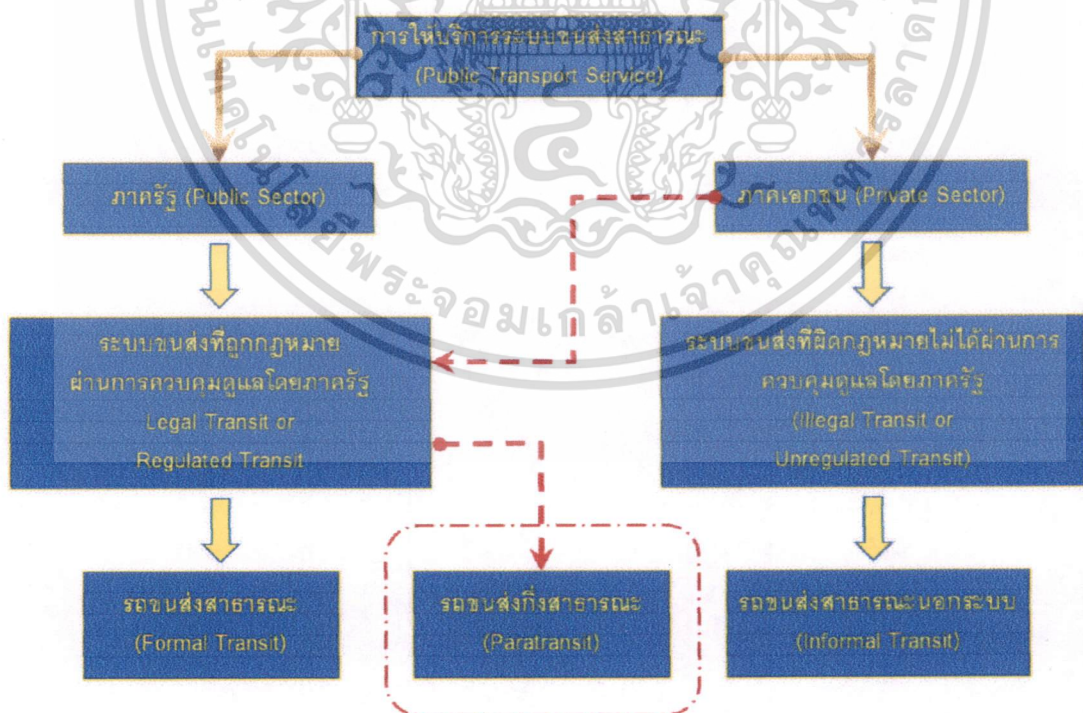 การให้บริการระบบขนส่งสาธารณะ
(Public Transport Service)
ภาครัฐ (Public Sector)
ภาคเอกชน (Private Sector)
ระบบขนส่งที่ถูกกฎหมาย
ผ่านการควบคุมดูแลโดยภาครัฐ
Legal Transit or
Regulated Transit
ระบบขนส่งที่ผิดกฎหมายไม่ได้ผ่านการ
ควบคุมดูแลโดยภาครัฐ
(Illegal Transit or
Unregulated Transit)
รถขนส่งสาธารณะ
(Formal Transit)
รถขนส่งกึ่งสาธารณะ
(Paratransit)
รถขนส่งสาธารณะนอกระบบ
(Informal Transit)